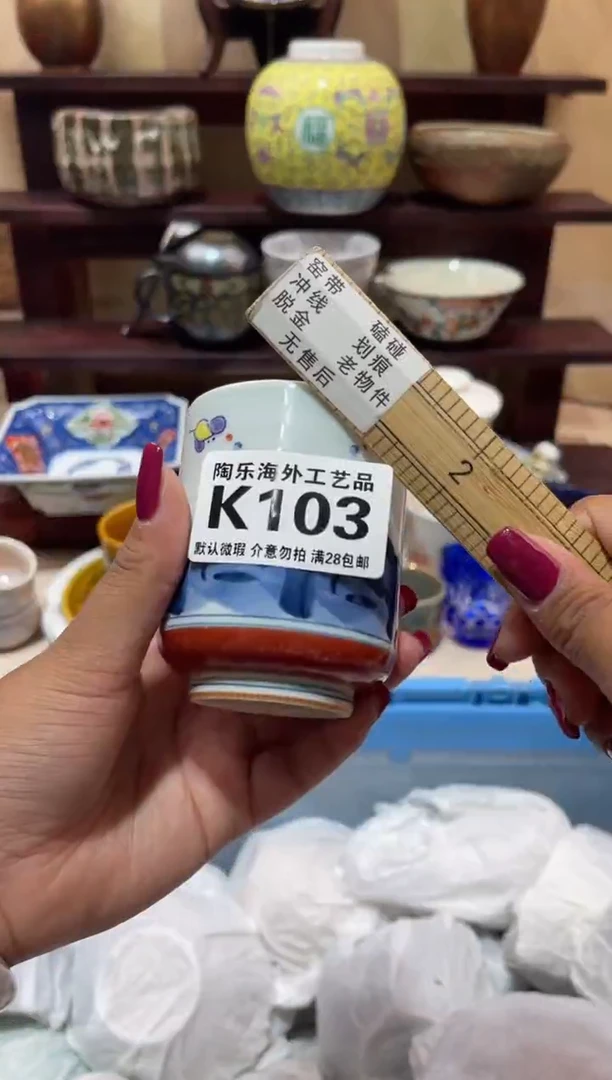 窑带
冲线
脱金
无售后
磕碰
划痕
老物件
2
陶乐海外工艺品
K103
默认微瑕 介意勿拍 满28包邮